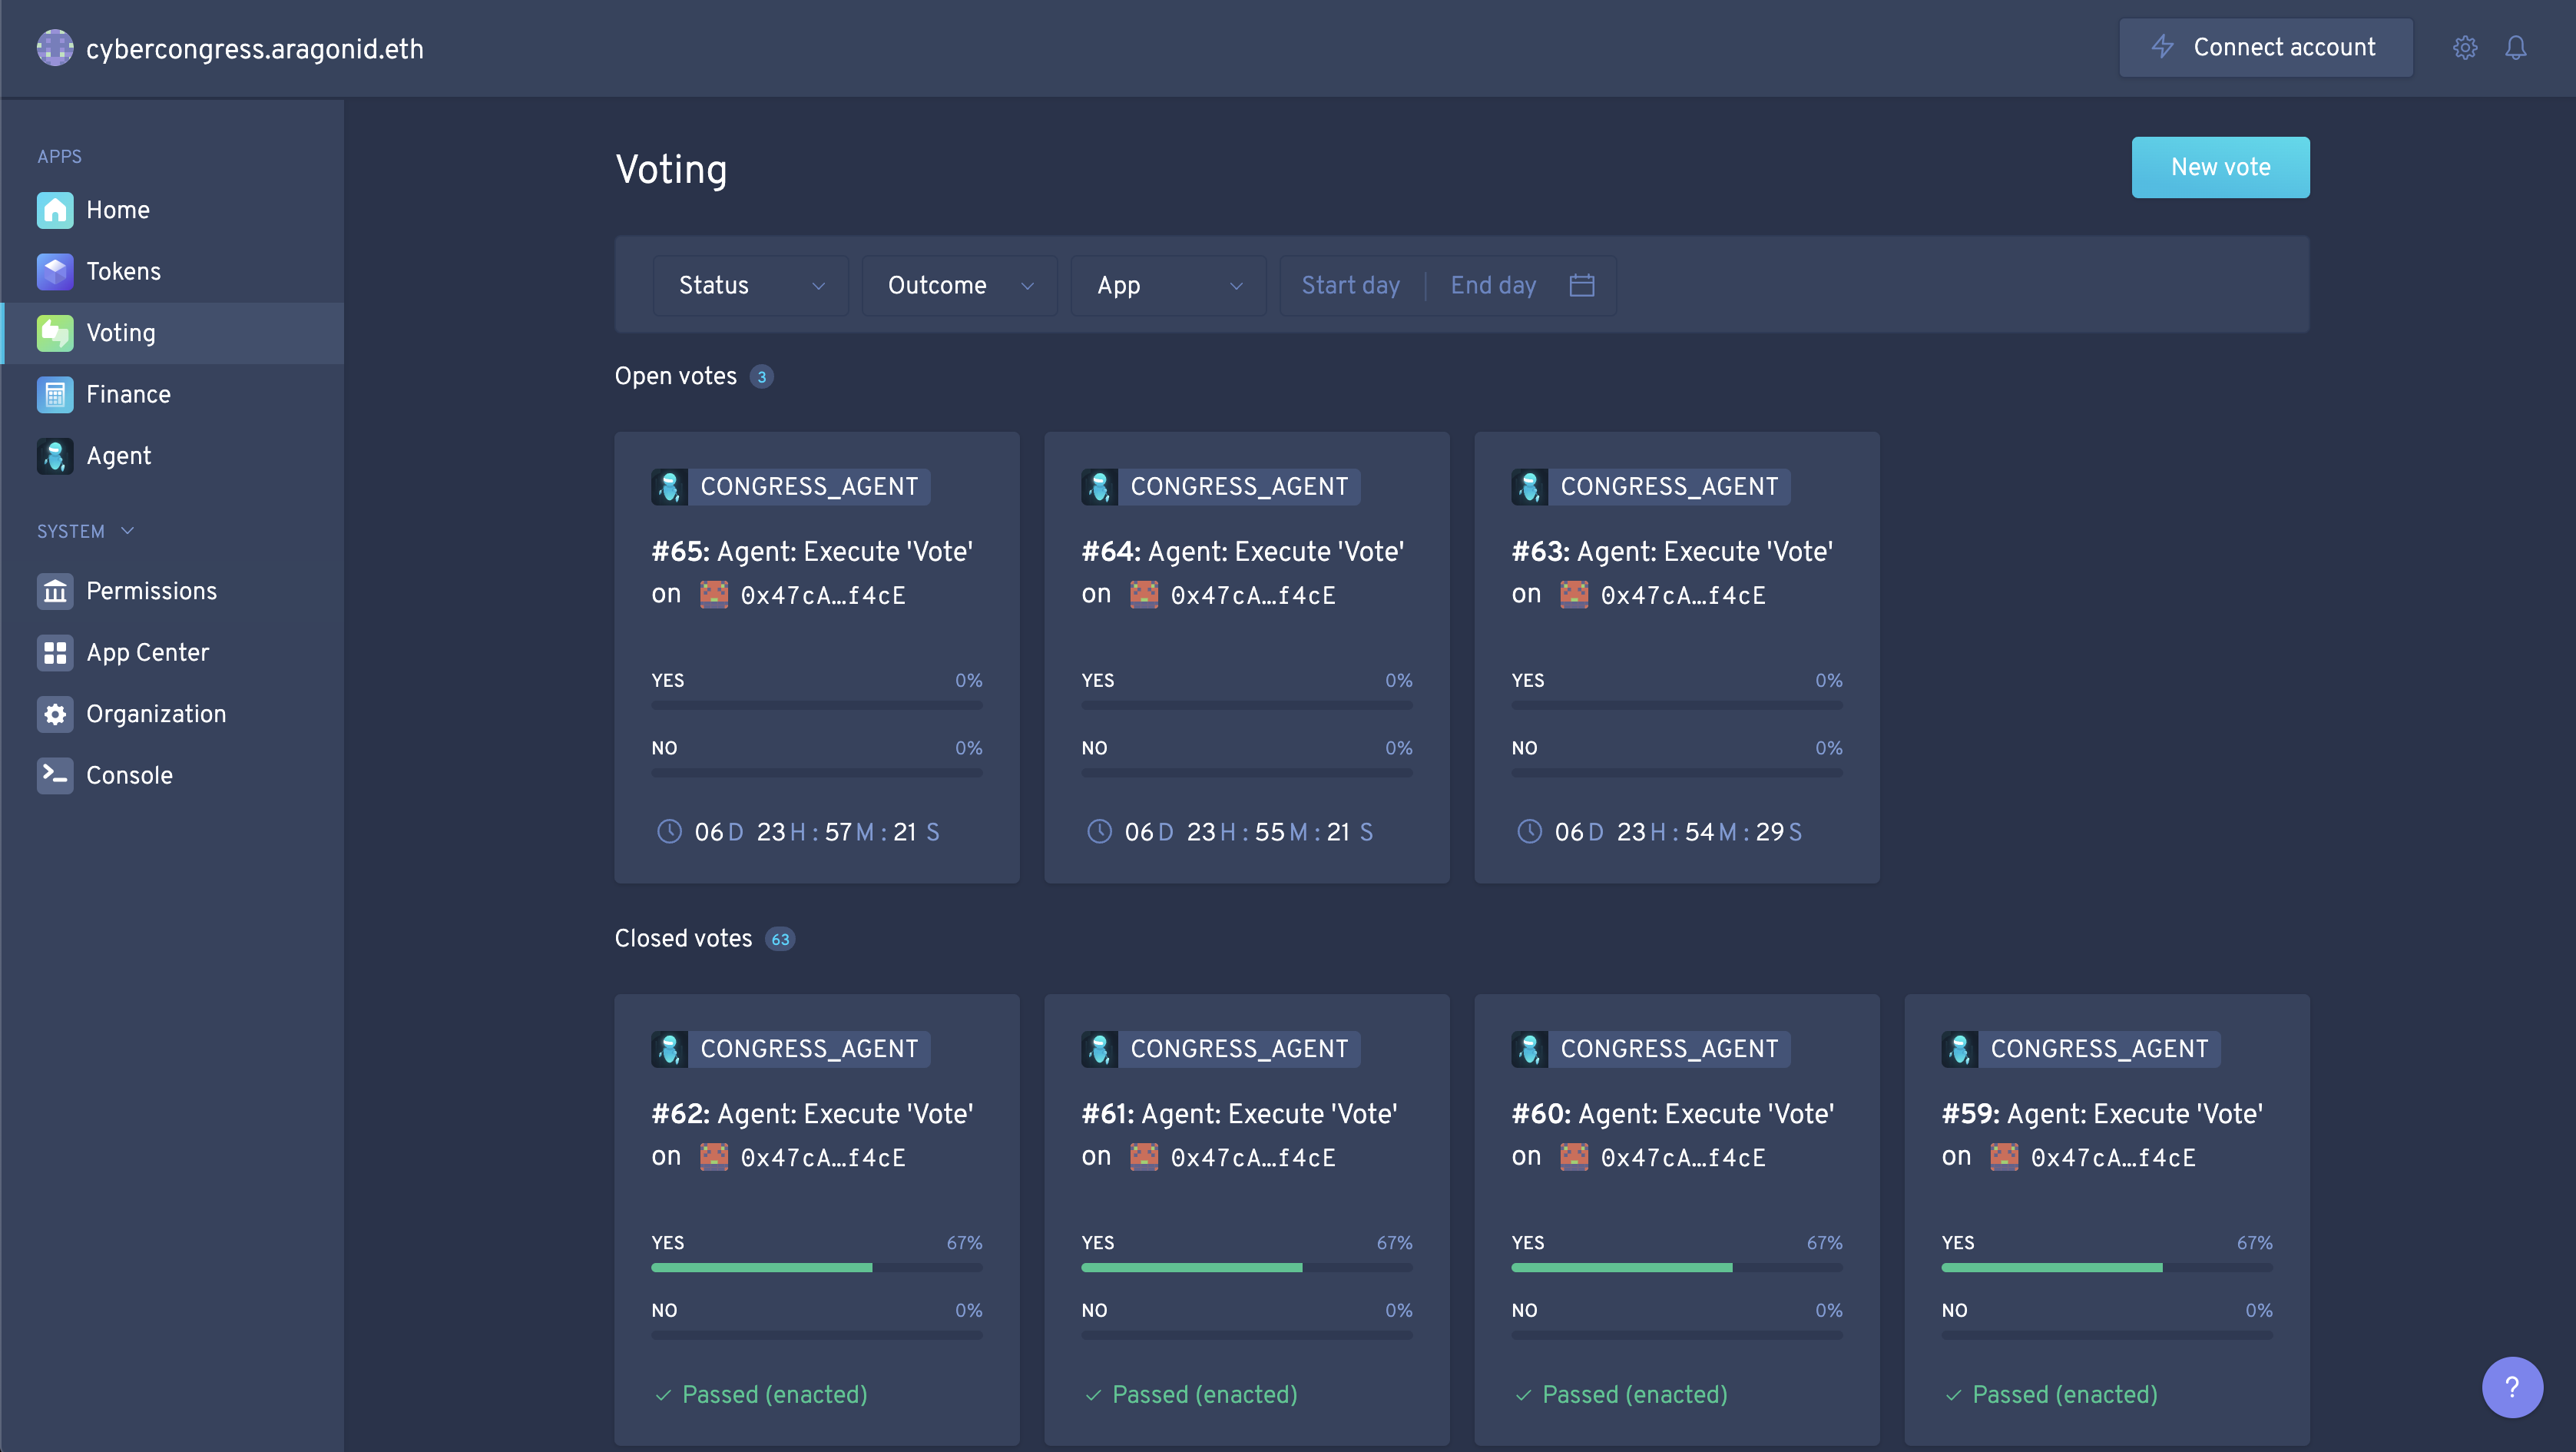 cybercongress.aragonid.eth
Connect account
APPS
Home
Tokens
Voting
Finance
Agent
SYSTEM
Permissions
App Center
Organization
Console
Voting
New vote
Status
Outcome
App
Start day
End day
Open votes 3
CONGRESS_AGENT
#65: Agent: Execute 'Vote'
on 0x47cA…f4cE
YES 0%
NO 0%
06 D 23 H : 57 M : 21 S
CONGRESS_AGENT
#64: Agent: Execute 'Vote'
on 0x47cA…f4cE
YES 0%
NO 0%
06 D 23 H : 55 M : 21 S
CONGRESS_AGENT
#63: Agent: Execute 'Vote'
on 0x47cA…f4cE
YES 0%
NO 0%
06 D 23 H : 54 M : 29 S
Closed votes 63
CONGRESS_AGENT
#62: Agent: Execute 'Vote'
on 0x47cA…f4cE
YES 67%
NO 0%
Passed (enacted)
CONGRESS_AGENT
#61: Agent: Execute 'Vote'
on 0x47cA…f4cE
YES 67%
NO 0%
Passed (enacted)
CONGRESS_AGENT
#60: Agent: Execute 'Vote'
on 0x47cA…f4cE
YES 67%
NO 0%
Passed (enacted)
CONGRESS_AGENT
#59: Agent: Execute 'Vote'
on 0x47cA…f4cE
YES 67%
NO 0%
Passed (enacted)
?